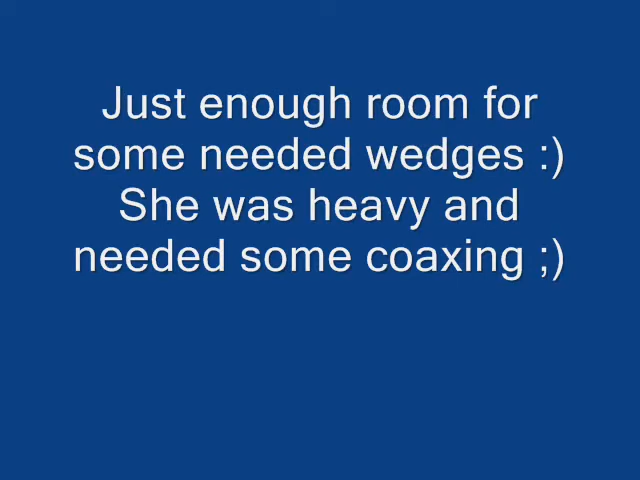 Just enough room for
some needed wedges :)
She was heavy and
needed some coaxing ;)